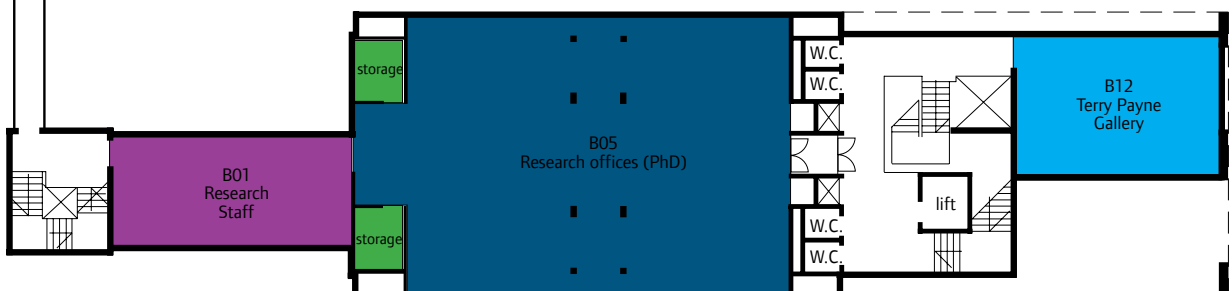 storage
W.C.
W.C.
B12
Terry Payne
Gallery
B05
Research offices (PhD)
B01
Research
Staff
lift
storage
W.C.
W.C.